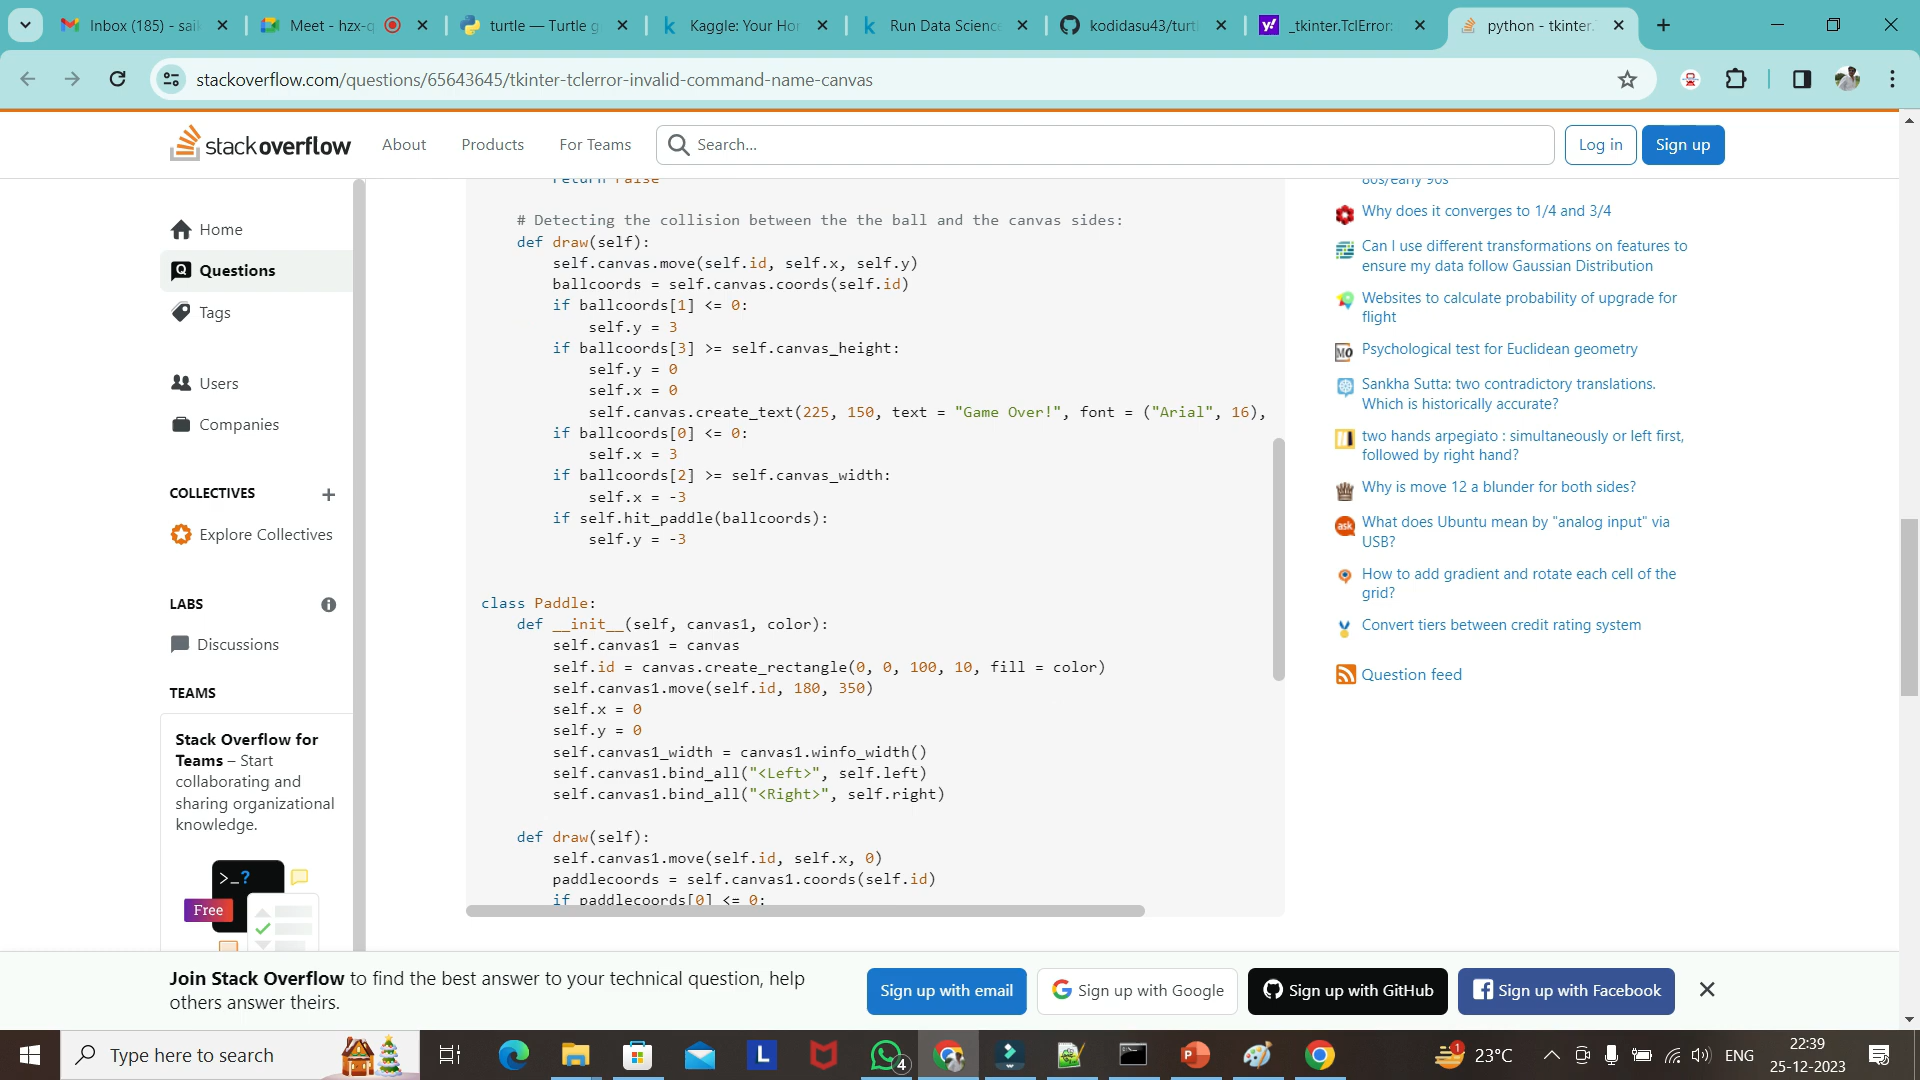 Inbox (185) - sai
Meet - hzx-q
turtle — Turtle g
Kaggle: Your Ho
Run Data Science
kodidasu43/turt
_tkinter.TclError:
python - tkinter.
stackoverflow.com/questions/65643645/tkinter-tclerror-invalid-command-name-canvas
stackoverflow
About
Products
For Teams
Search...
Log in
Sign up
Home
Questions
Tags
Users
Companies
COLLECTIVES
Explore Collectives
LABS
Discussions
TEAMS
Stack Overflow for
Teams – Start
collaborating and
sharing organizational
knowledge.
>_?
Free
return False
# Detecting the collision between the the ball and the canvas sides:
def draw(self):
self.canvas.move(self.id, self.x, self.y)
ballcoords = self.canvas.coords(self.id)
if ballcoords[1] <= 0:
self.y = 3
if ballcoords[3] >= self.canvas_height:
self.y = 0
self.x = 0
self.canvas.create_text(225, 150, text = "Game Over!", font = ("Arial", 16),
if ballcoords[0] <= 0:
self.x = 3
if ballcoords[2] >= self.canvas_width:
self.x = -3
if self.hit_paddle(ballcoords):
self.y = -3
class Paddle:
def __init__(self, canvas1, color):
self.canvas1 = canvas
self.id = canvas.create_rectangle(0, 0, 100, 10, fill = color)
self.canvas1.move(self.id, 180, 350)
self.x = 0
self.y = 0
self.canvas1_width = canvas1.winfo_width()
self.canvas1.bind_all("<Left>", self.left)
self.canvas1.bind_all("<Right>", self.right)
def draw(self):
self.canvas1.move(self.id, self.x, 0)
paddlecoords = self.canvas1.coords(self.id)
if paddlecoords[0] <= 0:
80s/early 90s
Why does it converges to 1/4 and 3/4
Can I use different transformations on features to
ensure my data follow Gaussian Distribution
Websites to calculate probability of upgrade for
flight
Psychological test for Euclidean geometry
Sankha Sutta: two contradictory translations.
Which is historically accurate?
two hands arpegiato : simultaneously or left first,
followed by right hand?
Why is move 12 a blunder for both sides?
What does Ubuntu mean by "analog input" via
USB?
How to add gradient and rotate each cell of the
grid?
Convert tiers between credit rating system
Question feed
Join Stack Overflow to find the best answer to your technical question, help
others answer theirs.
Sign up with email
Sign up with Google
Sign up with GitHub
Sign up with Facebook
Type here to search
4
1
23°C
ENG
22:39
25-12-2023